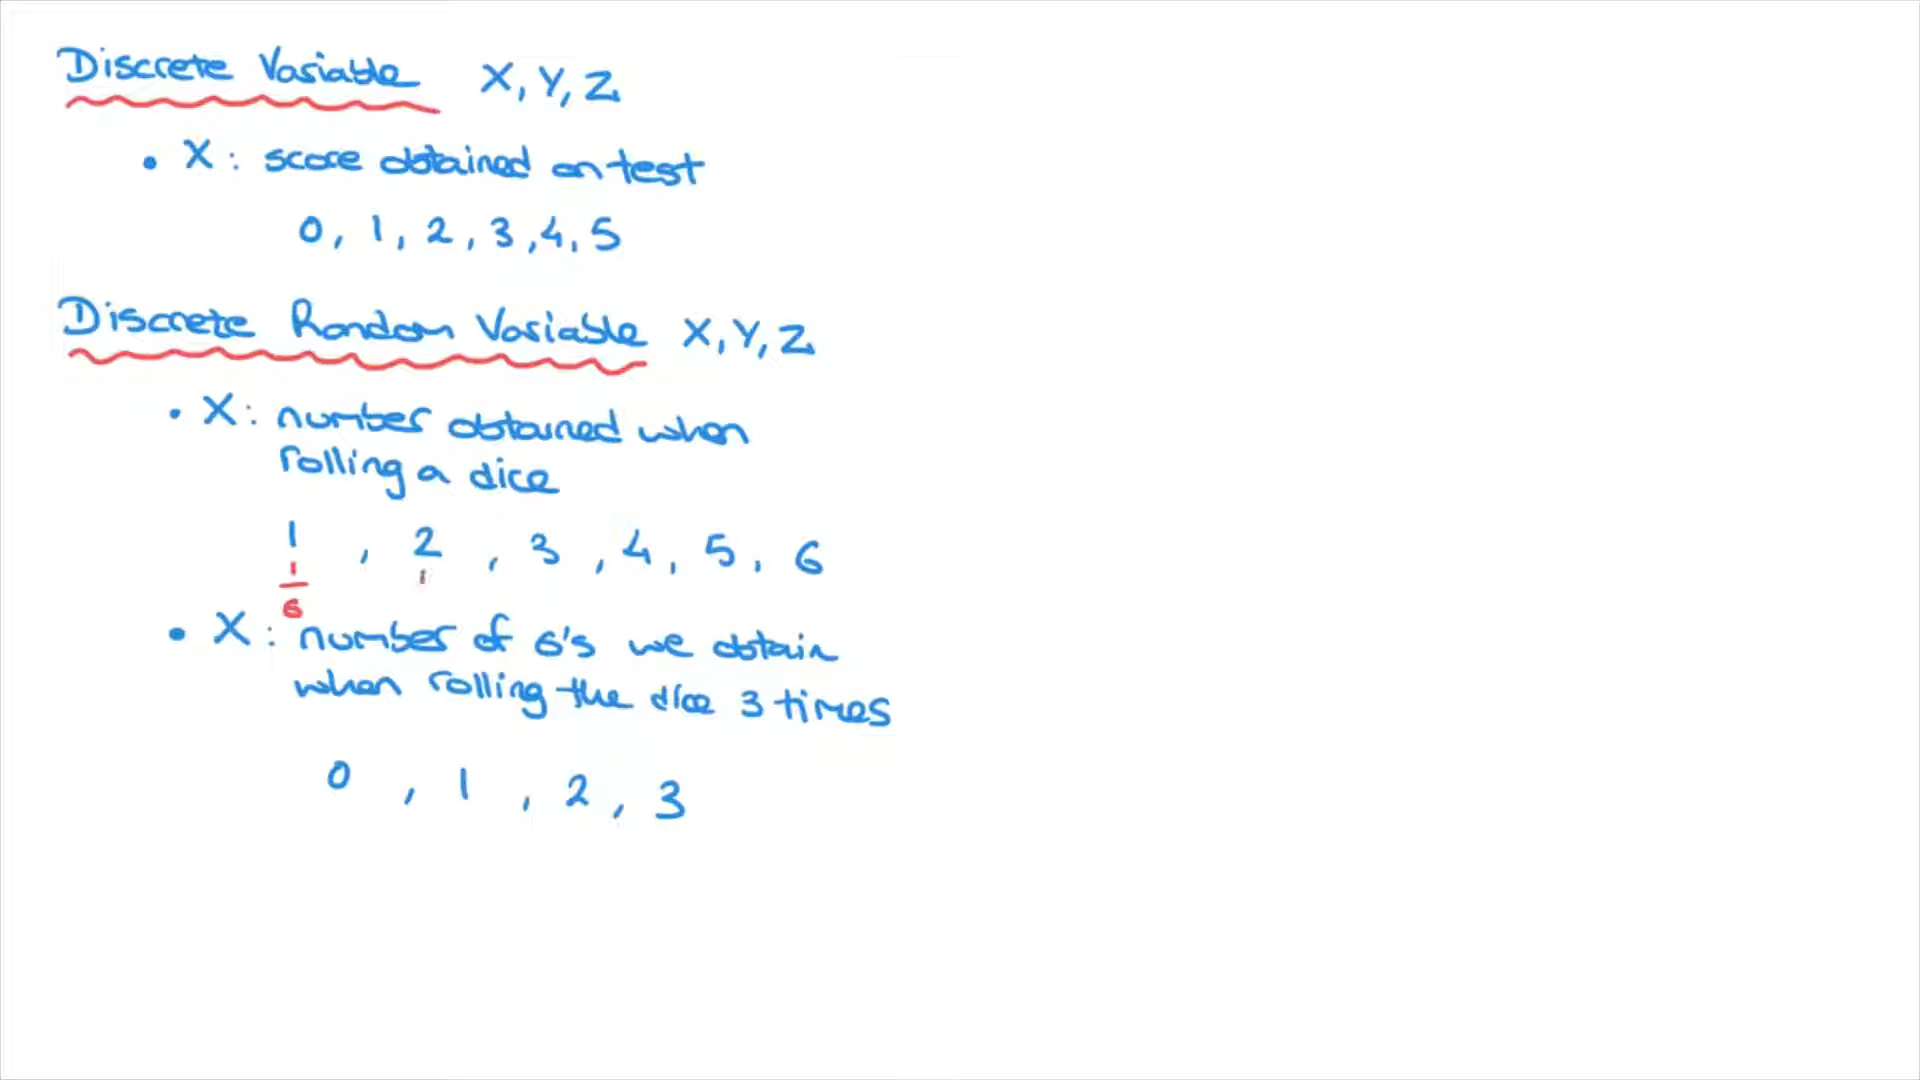 Discrete Variable X, Y, Z
• X: score obtained on test
0, 1, 2, 3, 4, 5
Discrete Random Variable X, Y, Z
• X: number obtained when
rolling a dice
1, 2, 3, 4, 5, 6
1/6 1
• X: number of 6's we obtain
when rolling the dice 3 times
0, 1, 2, 3